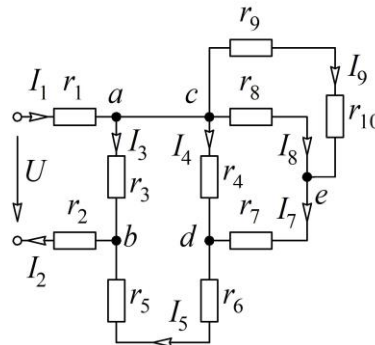 r₉
I₁ r₁ a c r₈ I₉
r₁₀
I₃ I₄ I₈
U r₃ r₄ e
r₂ b d r₇ I₇
I₂
r₅ I₅ r₆